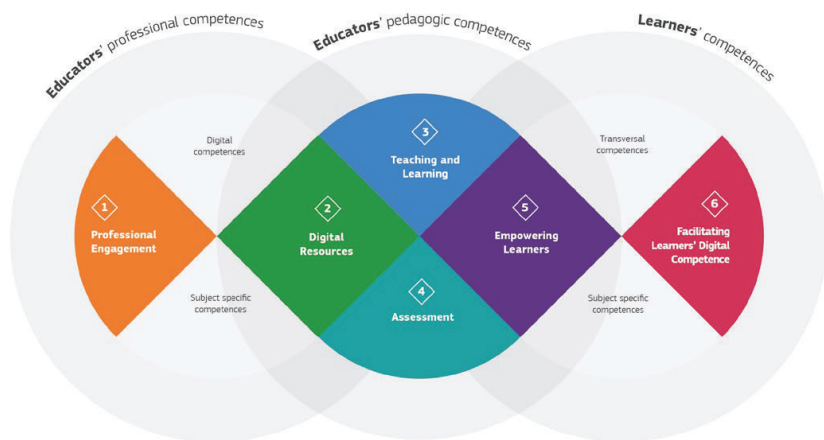 Educators' professional competences
Educators' pedagogic competences
Learners' competences
Digital
competences
3
Teaching and
Learning
Transversal
competences
1
Professional
Engagement
2
Digital
Resources
5
Empowering
Learners
6
Facilitating
Learners' Digital
Competence
Subject specific
competences
4
Assessment
Subject specific
competences